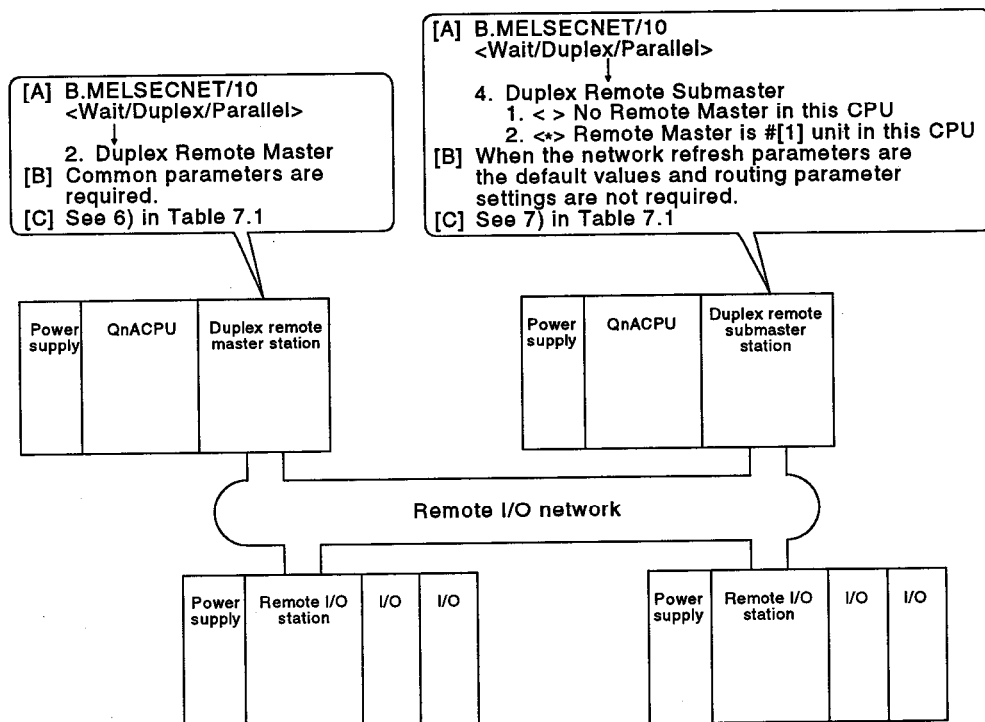 [A] B.MELSECNET/10
<Wait/Duplex/Parallel>
2. Duplex Remote Master
[B] Common parameters are
required.
[C] See 6) in Table 7.1
[A] B.MELSECNET/10
<Wait/Duplex/Parallel>
4. Duplex Remote Submaster
1. < > No Remote Master in this CPU
2. <*> Remote Master is #[1] unit in this CPU
[B] When the network refresh parameters are
the default values and routing parameter
settings are not required.
[C] See 7) in Table 7.1
Power
supply
QnACPU
Duplex remote
master station
Power
supply
QnACPU
Duplex remote
submaster
station
Remote I/O network
Power
supply
Remote I/O
station
I/O
I/O
Power
supply
Remote I/O
station
I/O
I/O